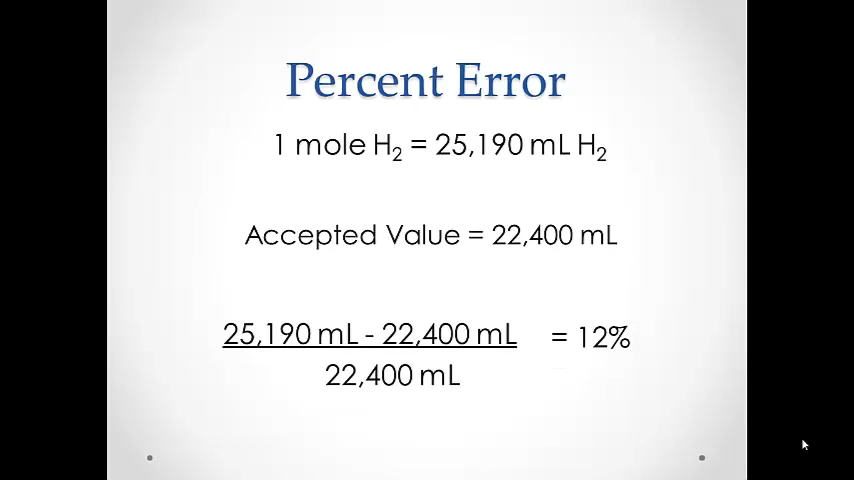 Percent Error
1 mole H₂ = 25,190 mL H₂
Accepted Value = 22,400 mL
25,190 mL - 22,400 mL = 12%
22,400 mL